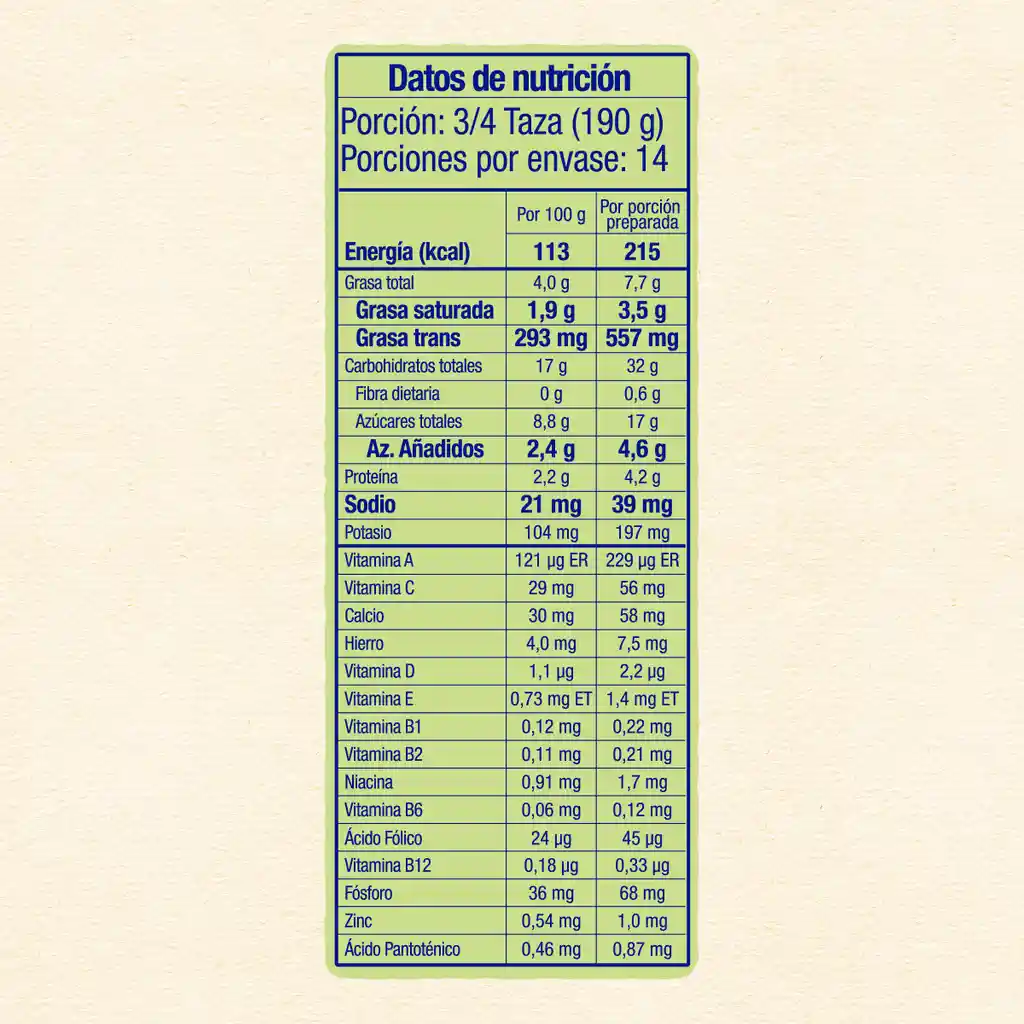 Datos de nutrición
Porción: 3/4 Taza (190 g)
Porciones por envase: 14
Por 100 g Por porción preparada
Energía (kcal) 113 215
Grasa total 4,0 g 7,7 g
Grasa saturada 1,9 g 3,5 g
Grasa trans 293 mg 557 mg
Carbohidratos totales 17 g 32 g
Fibra dietaria 0 g 0,6 g
Azúcares totales 8,8 g 17 g
Az. Añadidos 2,4 g 4,6 g
Proteína 2,2 g 4,2 g
Sodio 21 mg 39 mg
Potasio 104 mg 197 mg
Vitamina A 121 µg ER 229 µg ER
Vitamina C 29 mg 56 mg
Calcio 30 mg 58 mg
Hierro 4,0 mg 7,5 mg
Vitamina D 1,1 µg 2,2 µg
Vitamina E 0,73 mg ET 1,4 mg ET
Vitamina B1 0,12 mg 0,22 mg
Vitamina B2 0,11 mg 0,21 mg
Niacina 0,91 mg 1,7 mg
Vitamina B6 0,06 mg 0,12 mg
Ácido Fólico 24 µg 45 µg
Vitamina B12 0,18 µg 0,33 µg
Fósforo 36 mg 68 mg
Zinc 0,54 mg 1,0 mg
Ácido Pantoténico 0,46 mg 0,87 mg